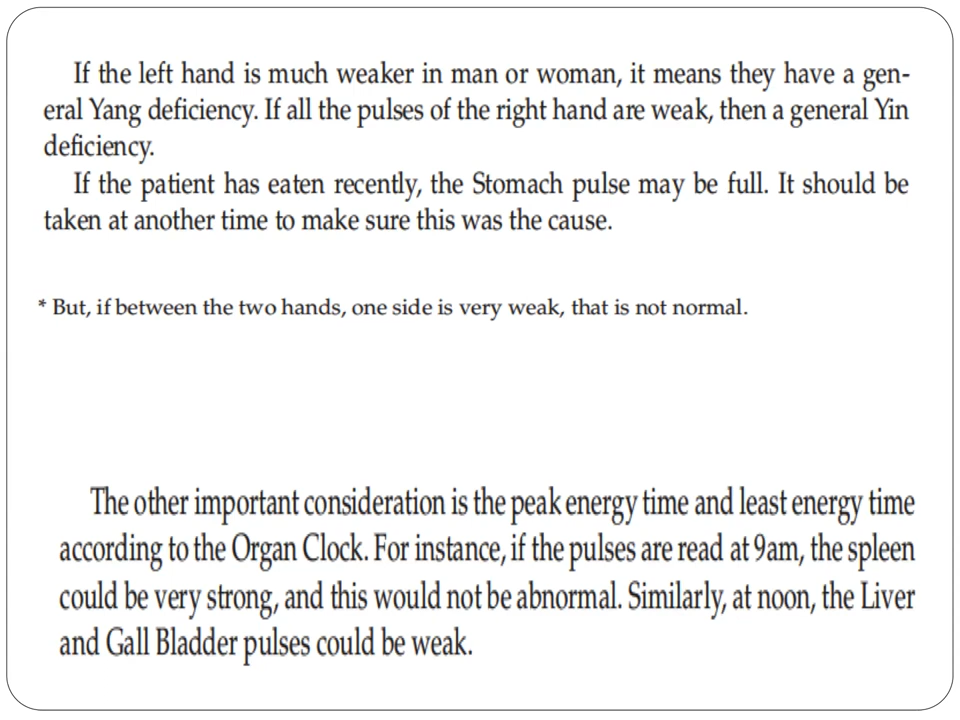 If the left hand is much weaker in man or woman, it means they have a gen-
eral Yang deficiency. If all the pulses of the right hand are weak, then a general Yin
deficiency.
If the patient has eaten recently, the Stomach pulse may be full. It should be
taken at another time to make sure this was the cause.
* But, if between the two hands, one side is very weak, that is not normal.
The other important consideration is the peak energy time and least energy time
according to the Organ Clock. For instance, if the pulses are read at 9am, the spleen
could be very strong, and this would not be abnormal. Similarly, at noon, the Liver
and Gall Bladder pulses could be weak.